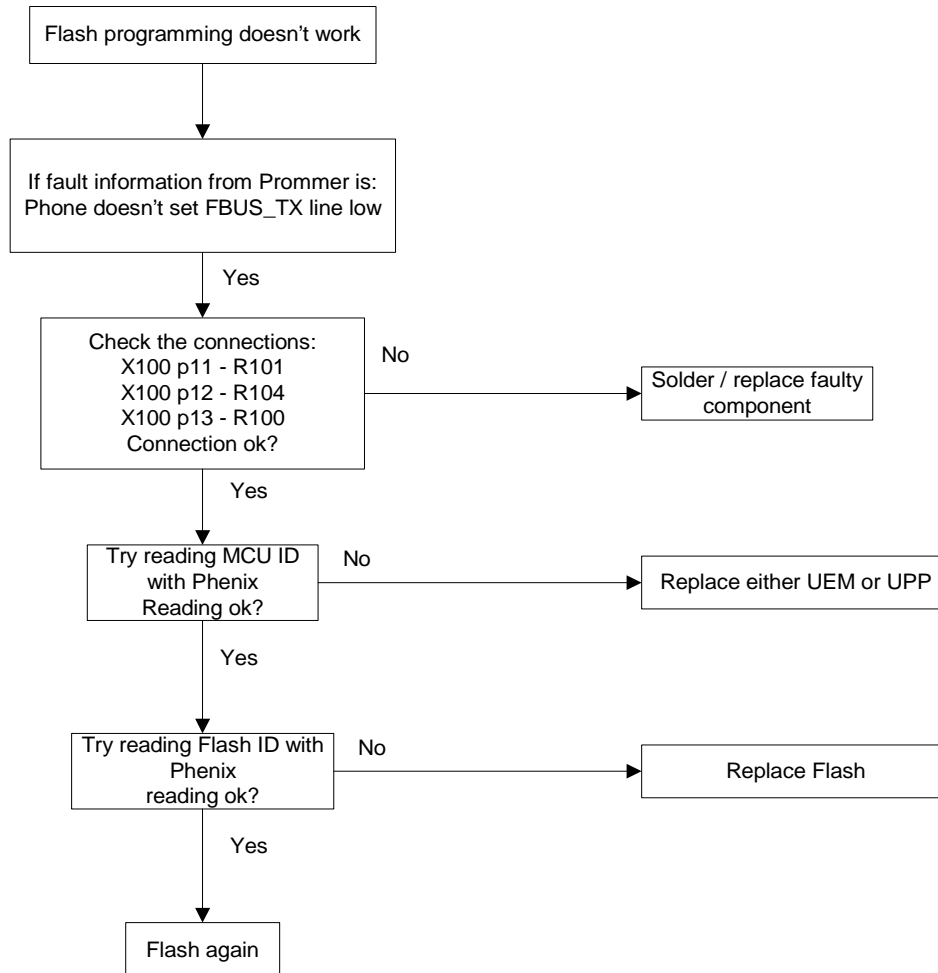 Flash programming doesn’t work
If fault information from Prommer is:
Phone doesn’t set FBUS_TX line low
Yes
Check the connections:
X100 p11 - R101
X100 p12 - R104
X100 p13 - R100
Connection ok?
No
Solder / replace faulty
component
Yes
Try reading MCU ID
with Phenix
Reading ok?
No
Replace either UEM or UPP
Yes
Try reading Flash ID with
Phenix
reading ok?
No
Replace Flash
Yes
Flash again